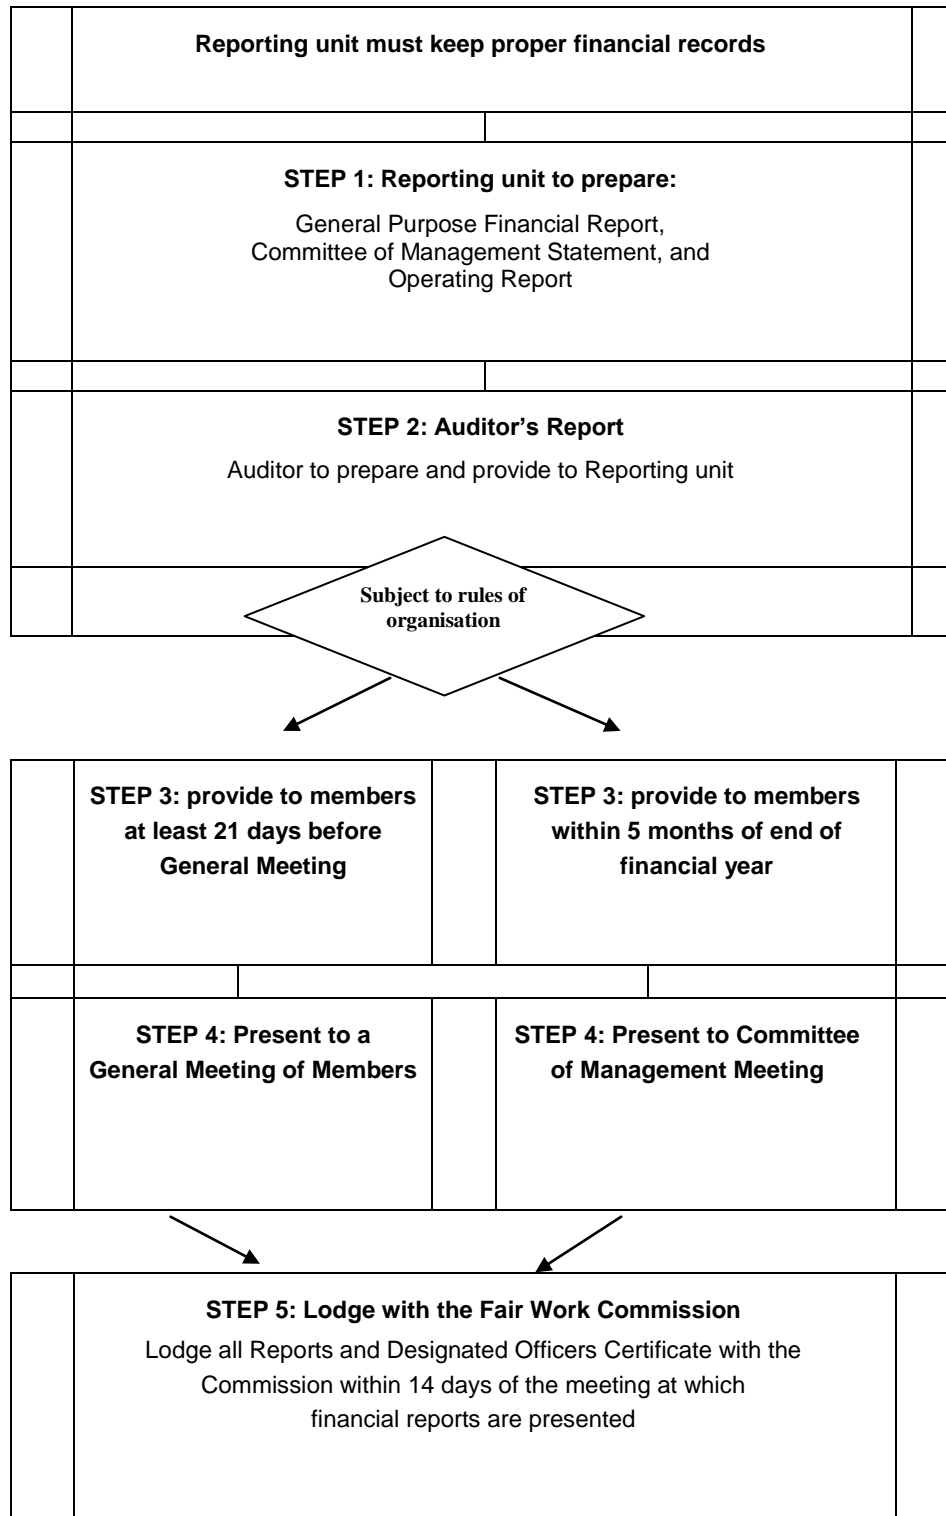 Reporting unit must keep proper financial records
STEP 1: Reporting unit to prepare:
General Purpose Financial Report,
Committee of Management Statement, and
Operating Report
STEP 2: Auditor’s Report
Auditor to prepare and provide to Reporting unit
Subject to rules of
organisation
STEP 3: provide to members
at least 21 days before
General Meeting
STEP 3: provide to members
within 5 months of end of
financial year
STEP 4: Present to a
General Meeting of Members
STEP 4: Present to Committee
of Management Meeting
STEP 5: Lodge with the Fair Work Commission
Lodge all Reports and Designated Officers Certificate with the
Commission within 14 days of the meeting at which
financial reports are presented